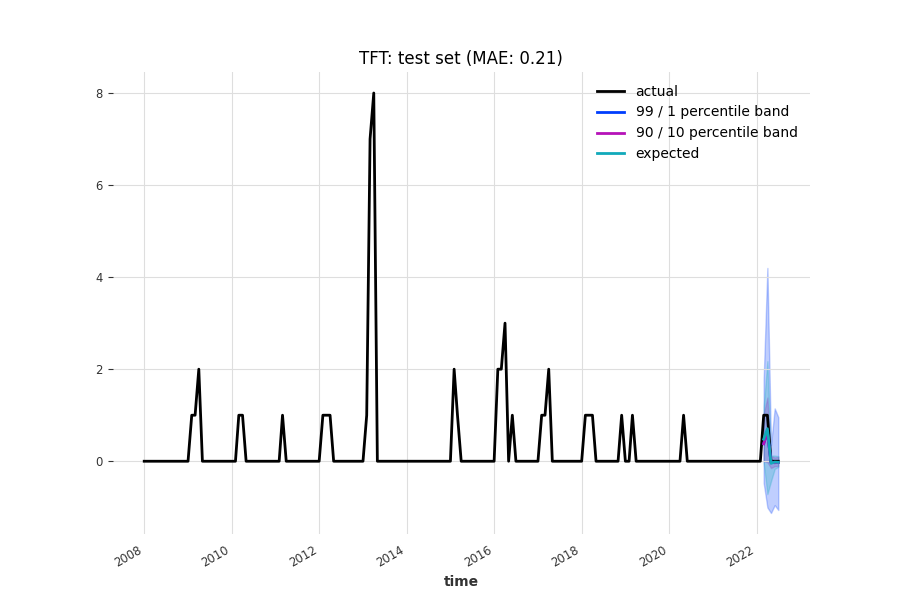 TFT: test set (MAE: 0.21)
actual
99 / 1 percentile band
90 / 10 percentile band
expected
8
6
4
2
0
2008
2010
2012
2014
2016
2018
2020
2022
time